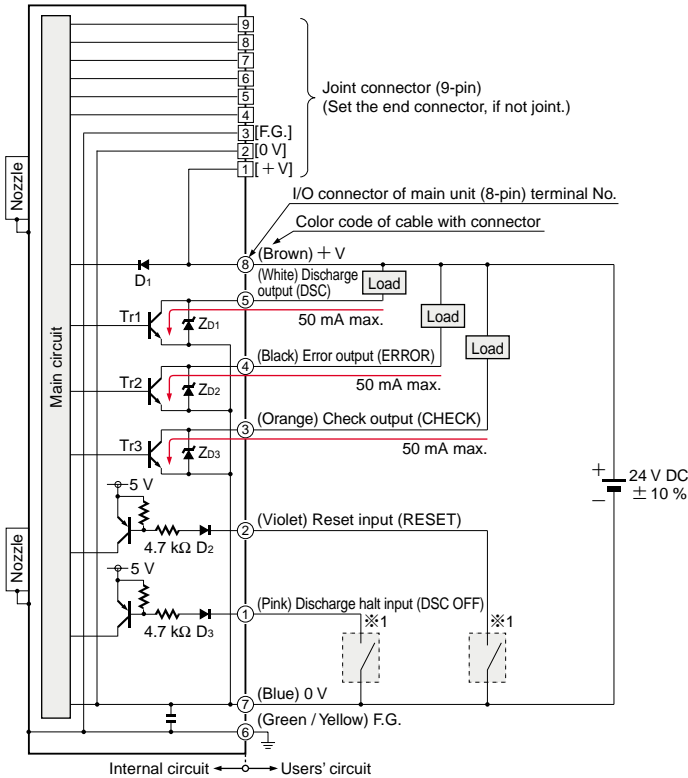 9
8
7
6
5
4
3 [F.G.]
2 [0 V]
1 [+V]
Joint connector (9-pin)
(Set the end connector, if not joint.)
Nozzle
I/O connector of main unit (8-pin) terminal No.
Color code of cable with connector
8 (Brown) +V
D1
(White) Discharge
output (DSC)
5
Load
Tr1
ZD1
50 mA max.
Load
4 (Black) Error output (ERROR)
Load
Tr2
ZD2
50 mA max.
Main circuit
3 (Orange) Check output (CHECK)
Tr3
ZD3
50 mA max.
+
−
24 V DC
±10 %
5 V
2 (Violet) Reset input (RESET)
4.7 kΩ D2
Nozzle
5 V
1 (Pink) Discharge halt input (DSC OFF)
4.7 kΩ D3
※1
※1
7 (Blue) 0 V
6 (Green / Yellow) F.G.
Internal circuit
Users' circuit